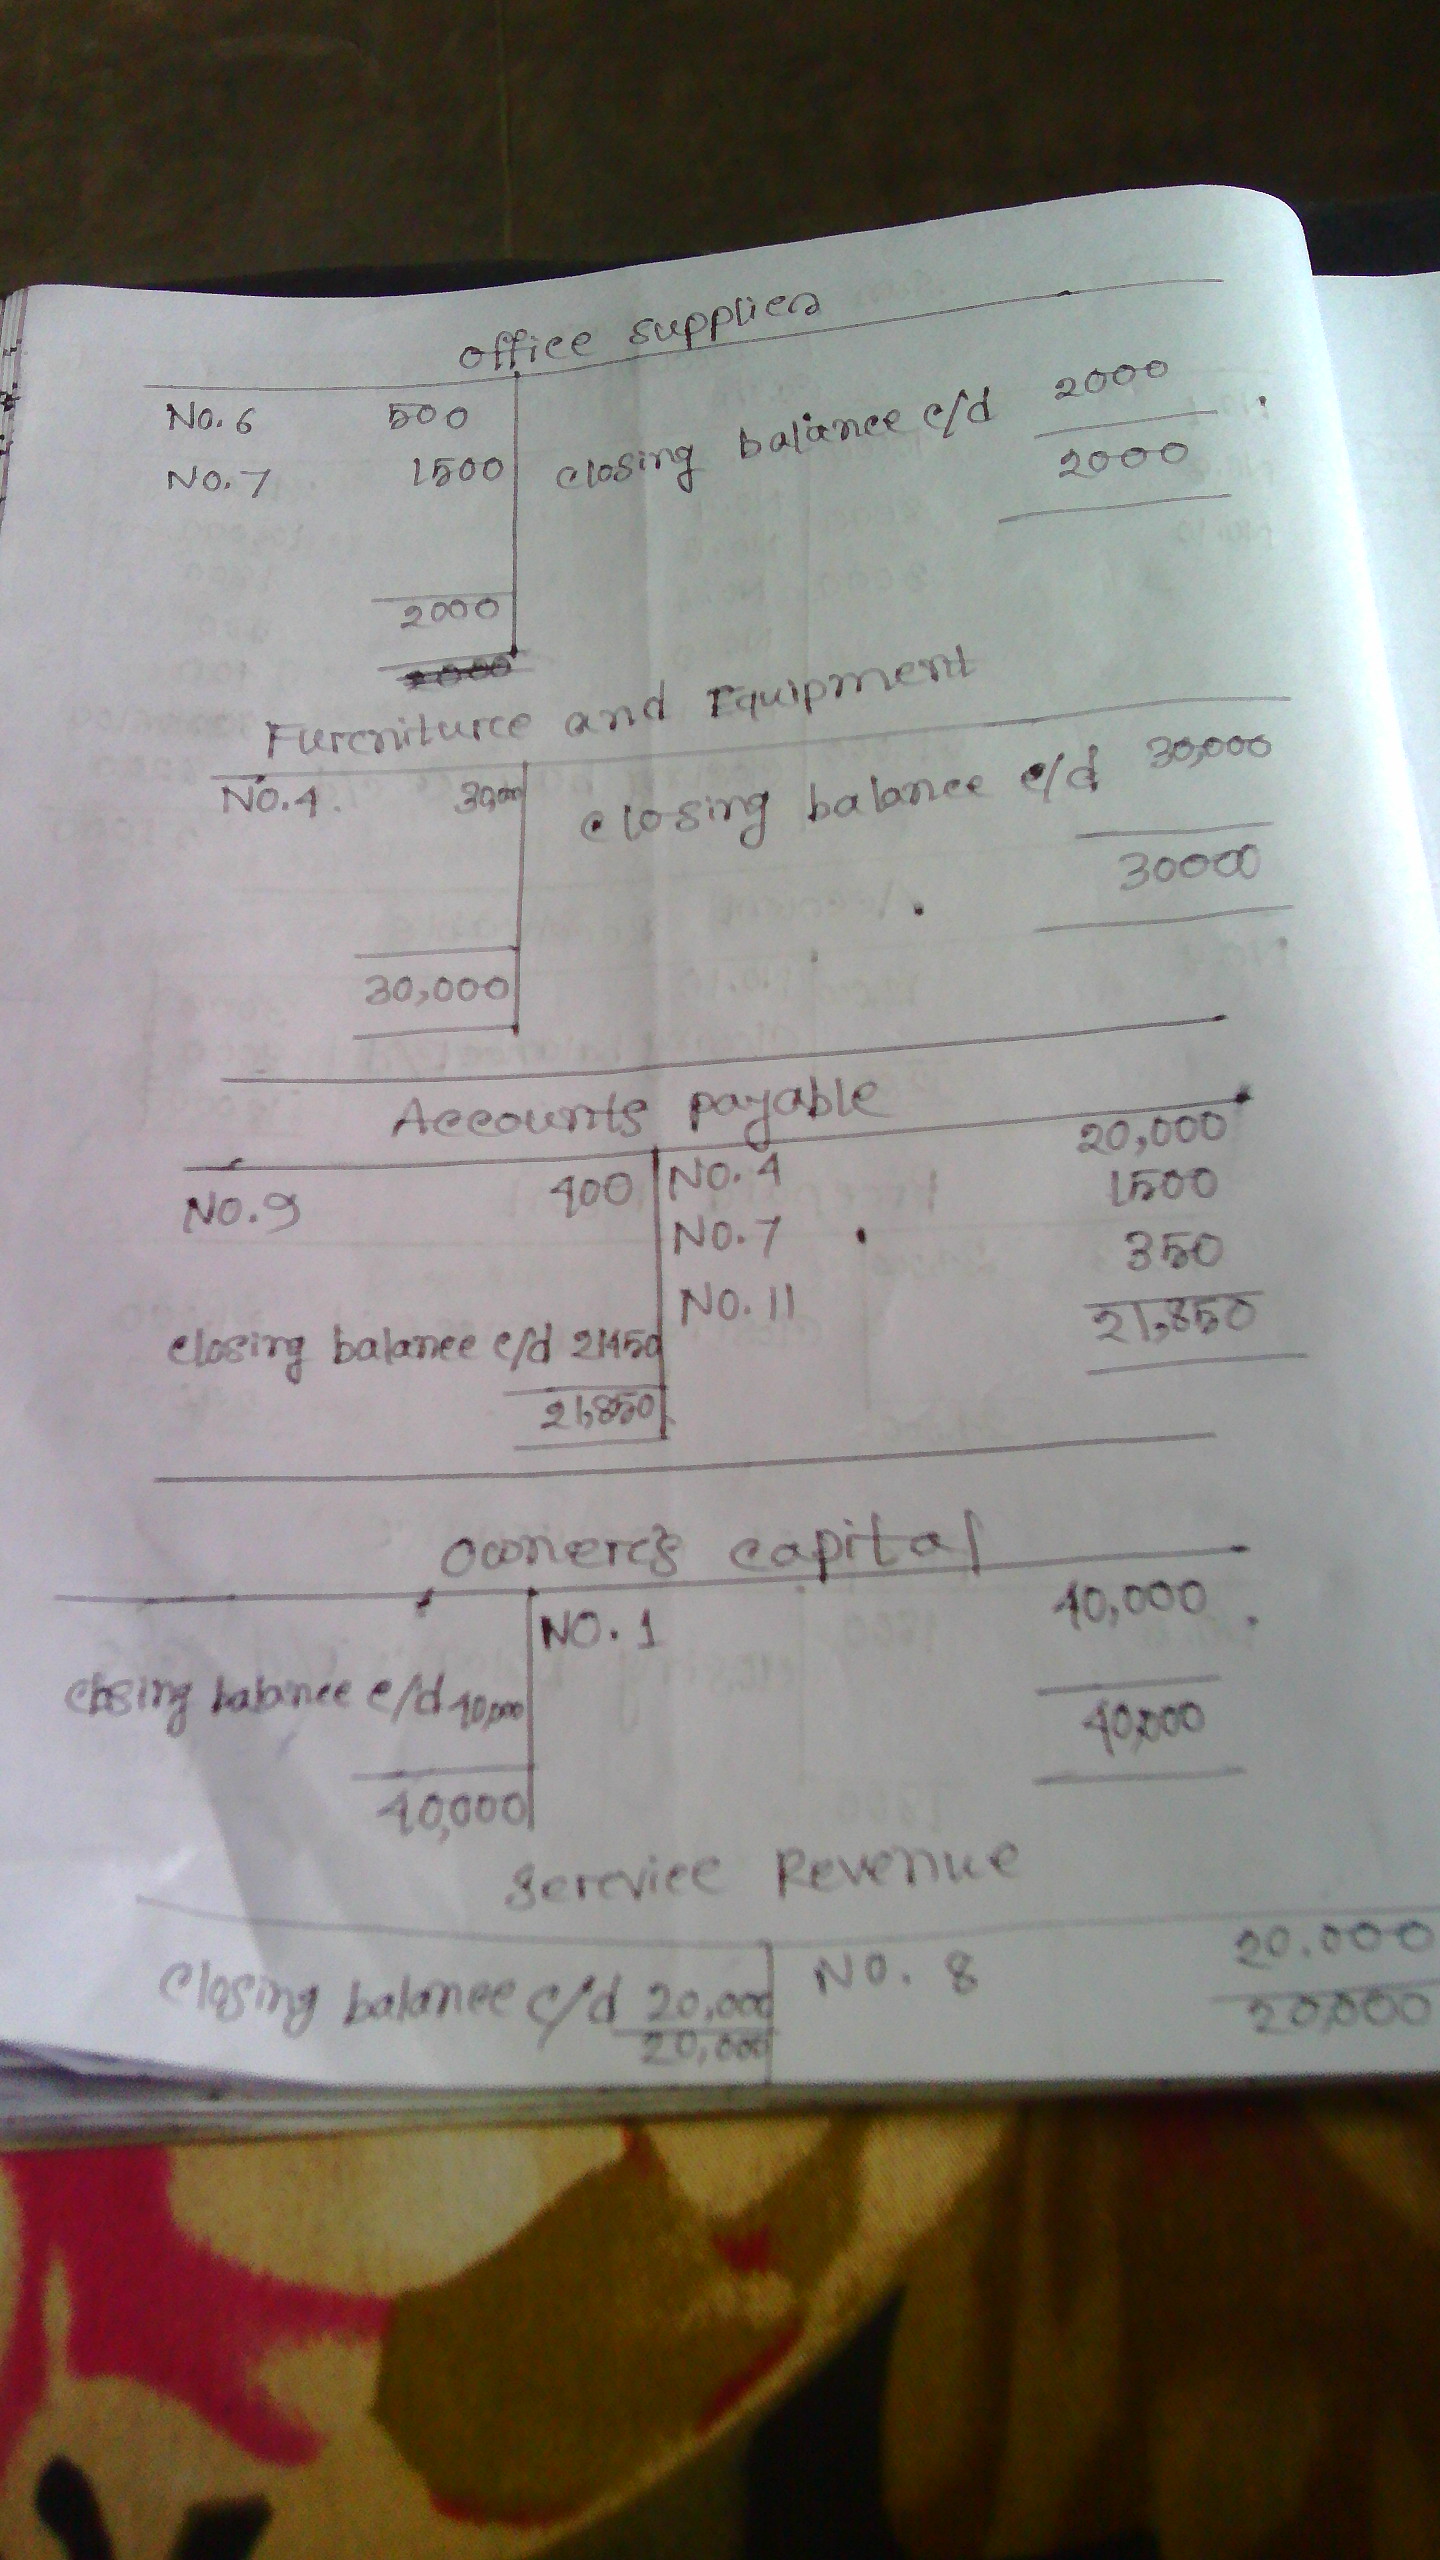 office supplies
No.6 500
closing balance c/d 2000
No.7 1500
2000
2000
Furniture and Equipment
No.4. 30,000
closing balance c/d 30,000
30000
30,000
Accounts payable
No.9 400
No. 4 20,000
No. 7 1500
No. 11 350
closing balance c/d 21450
21,850
21,850
Owner's capital
No. 1 40,000
closing balance c/d 40,000
40,000
40,000
Service Revenue
closing balance c/d 20,000
No. 8 20.000
20,000
20,000